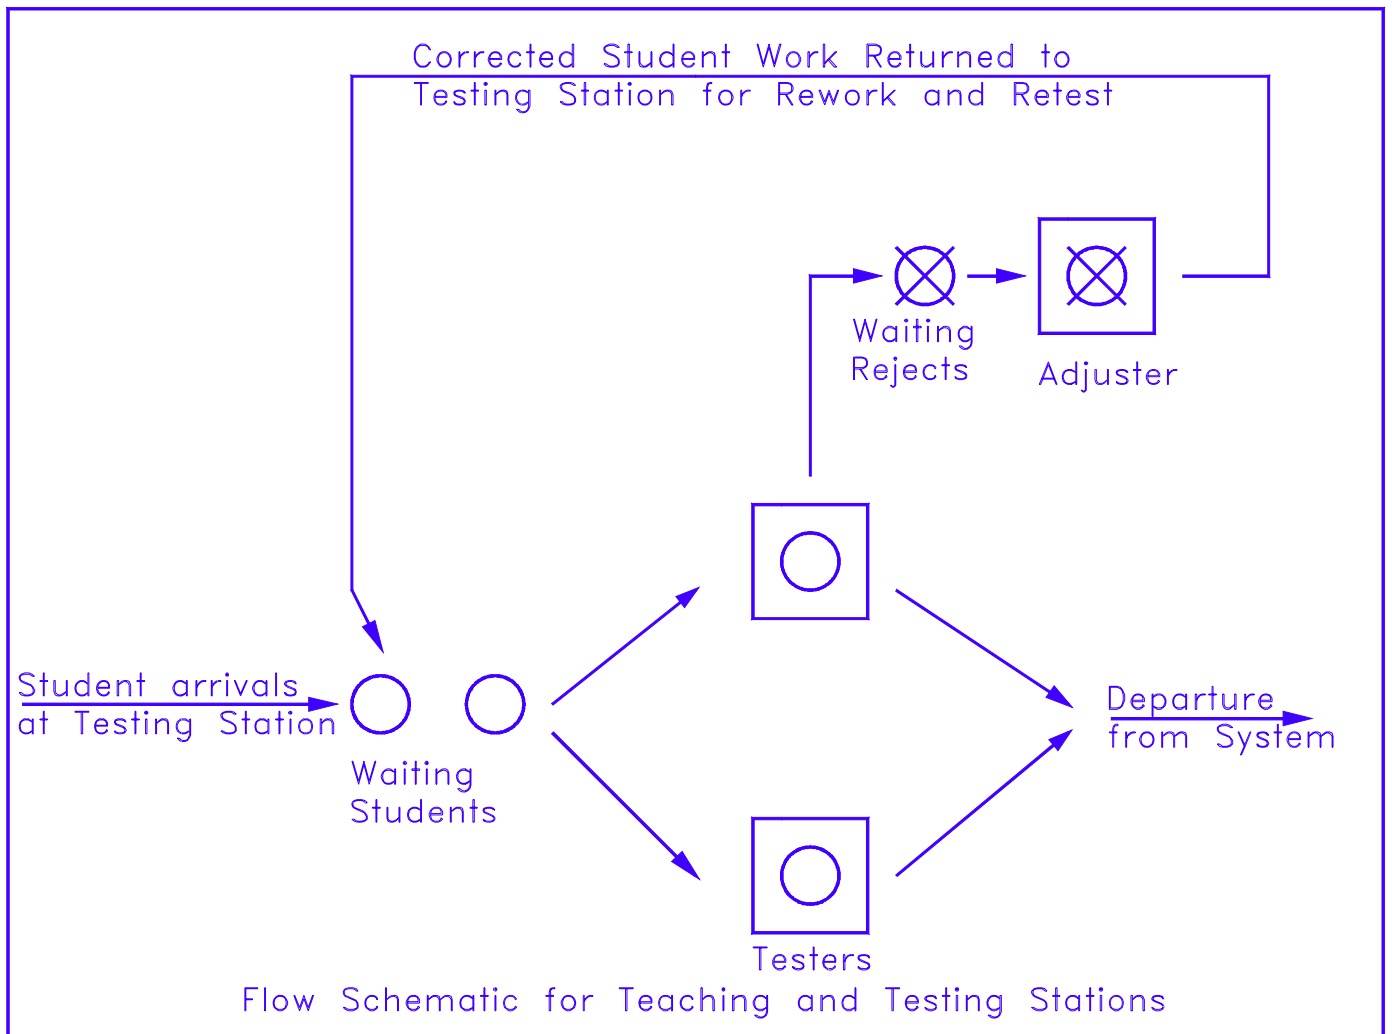 Corrected Student Work Returned to
Testing Station for Rework and Retest
Waiting
Rejects
Adjuster
Student arrivals
at Testing Station
Waiting
Students
Departure
from System
Testers
Flow Schematic for Teaching and Testing Stations